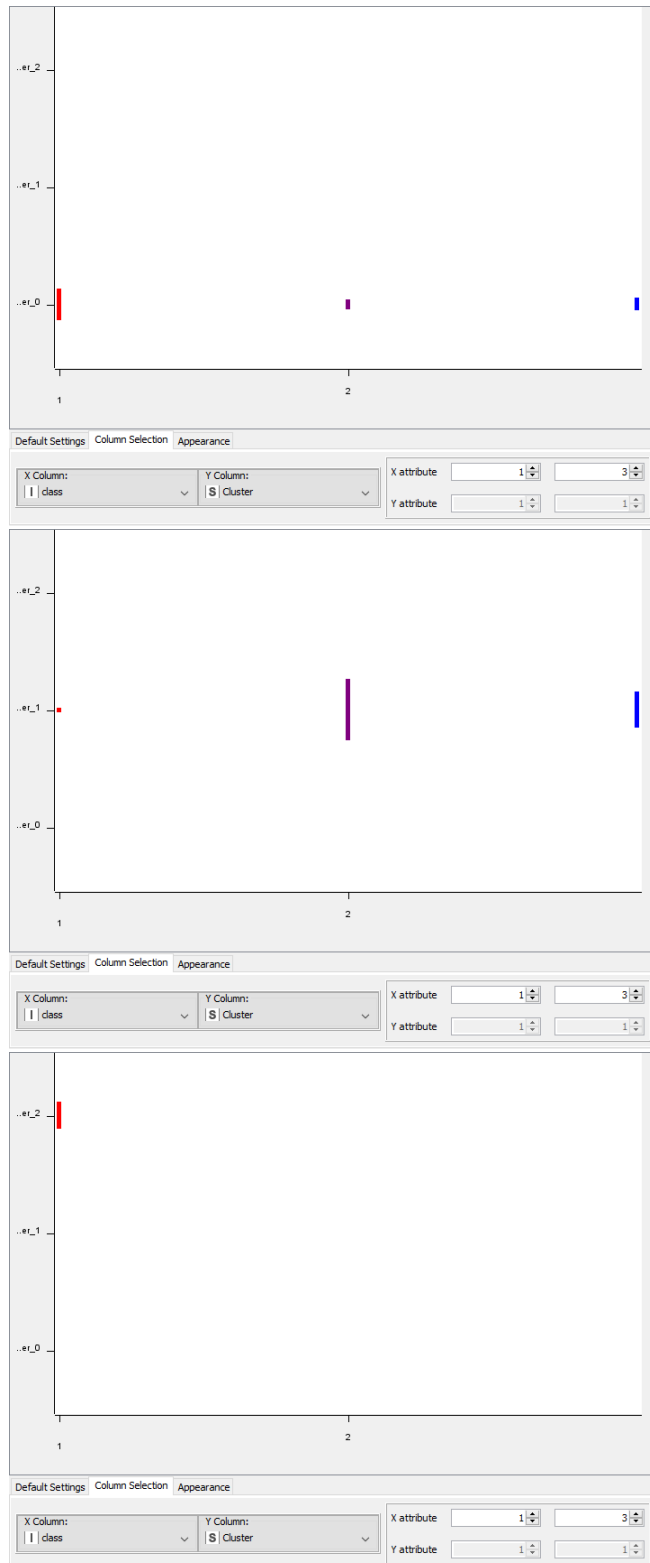 ..er_2
..er_1
..er_0
1
2
Default Settings Column Selection Appearance
X Column: Y Column: X attribute 1 3
I class S Cluster
Y attribute 1 1
..er_2
..er_1
..er_0
1
2
Default Settings Column Selection Appearance
X Column: Y Column: X attribute 1 3
I class S Cluster
Y attribute 1 1
..er_2
..er_1
..er_0
1
2
Default Settings Column Selection Appearance
X Column: Y Column: X attribute 1 3
I class S Cluster
Y attribute 1 1